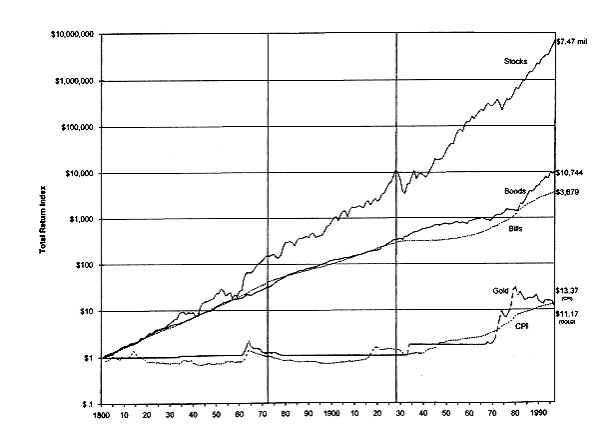 $10,000,000
$1,000,000
$100,000
$10,000
$1,000
$100
$10
$1
$.1
Total Return Index
Stocks
$7.47 mil
Bonds
$10,744
Bills
$3,679
Gold
$13.37
(CPI)
CPI
$11.17
(GOLD)
1800 10 20 30 40 50 60 70 80 90 1900 10 20 30 40 50 60 70 80 1990